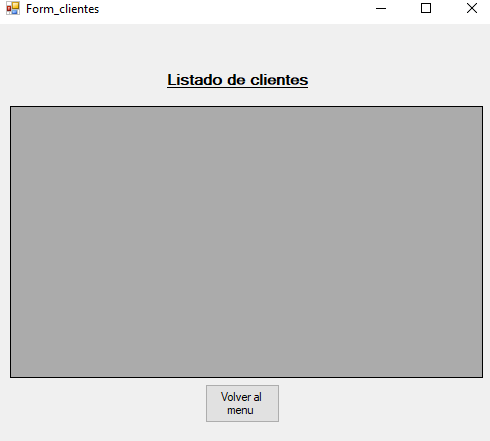 Form_clientes
Listado de clientes
Volver al
menu